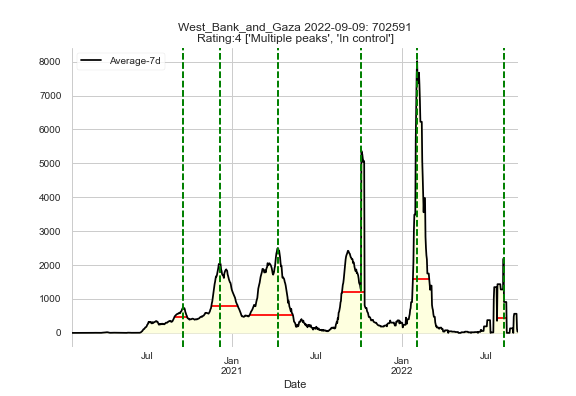 West_Bank_and_Gaza 2022-09-09: 702591
Rating:4 ['Multiple peaks', 'In control']
Average-7d
8000
7000
6000
5000
4000
3000
2000
1000
0
Jul
Jan
2021
Jul
Jan
2022
Jul
Date